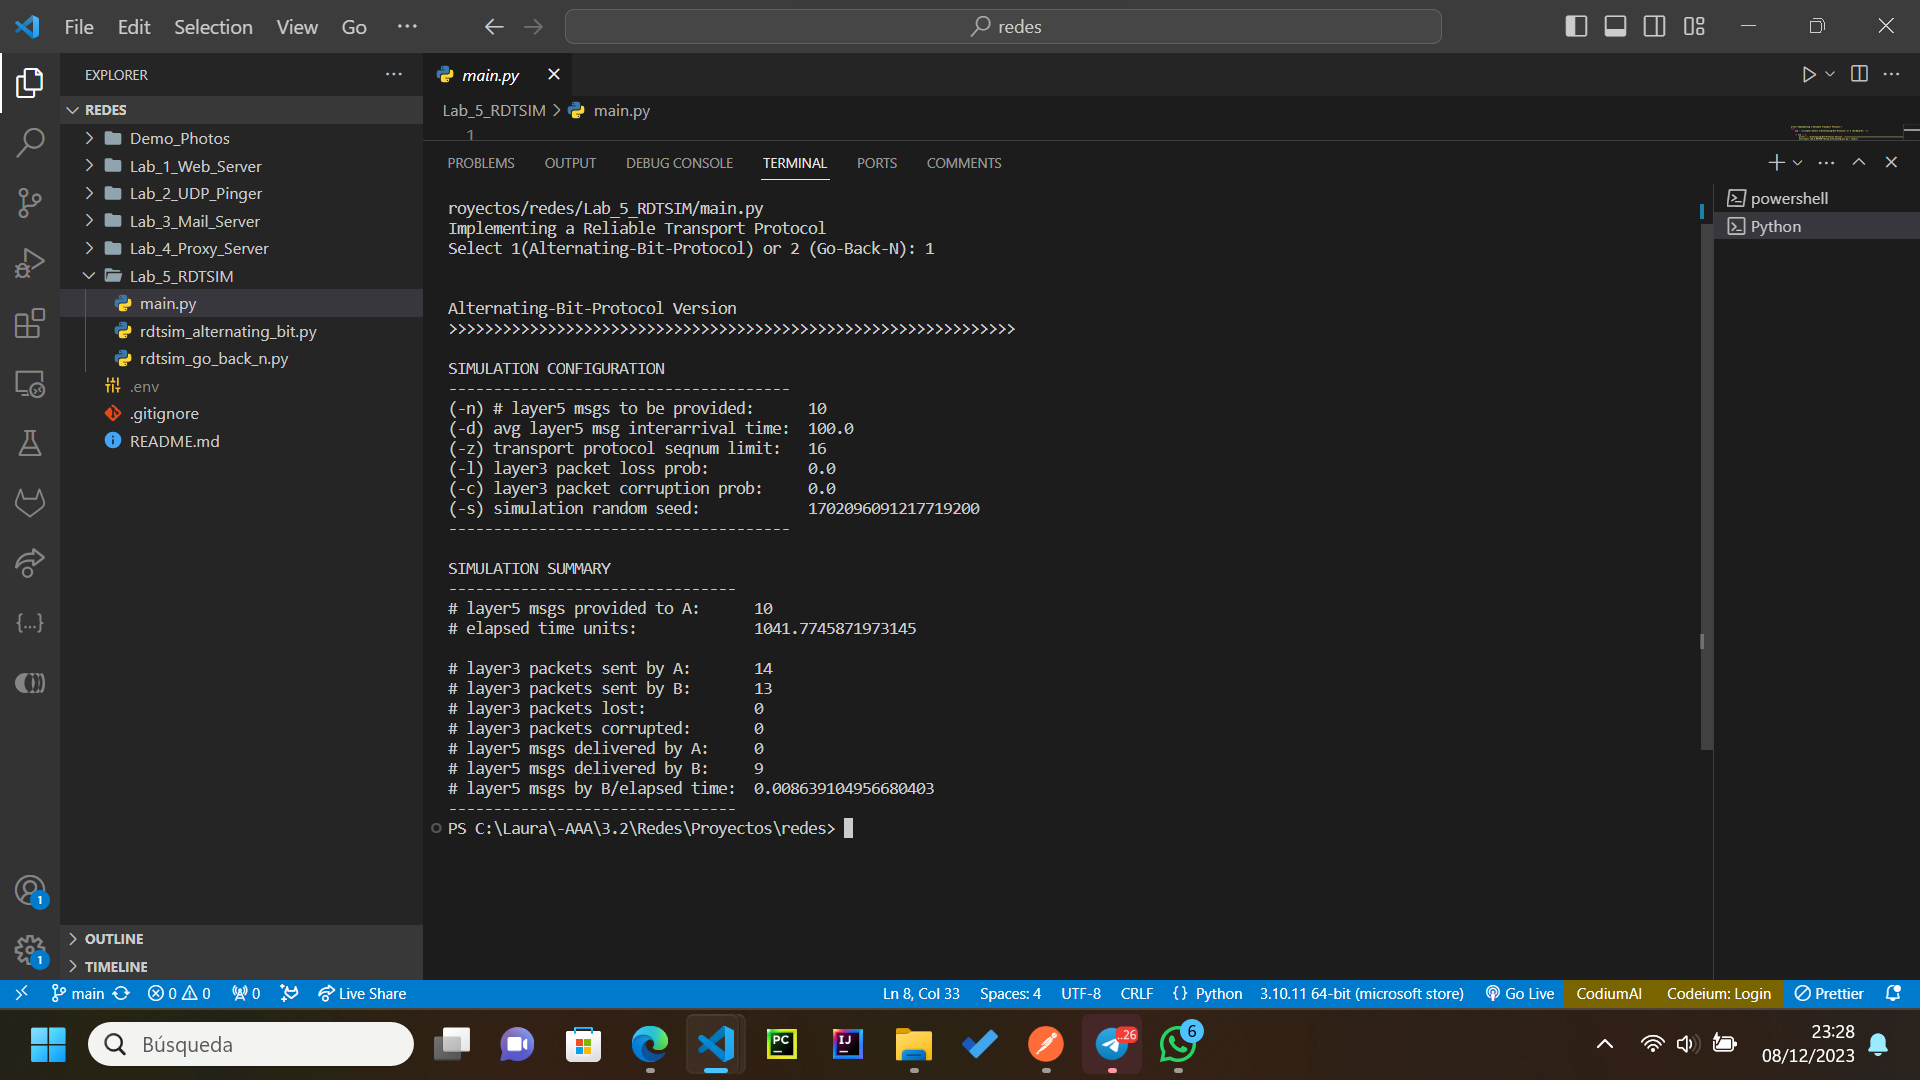 File Edit Selection View Go ···
redes
EXPLORER ···
REDES
Demo_Photos
Lab_1_Web_Server
Lab_2_UDP_Pinger
Lab_3_Mail_Server
Lab_4_Proxy_Server
Lab_5_RDTSIM
main.py
rdtsim_alternating_bit.py
rdtsim_go_back_n.py
.env
.gitignore
README.md
OUTLINE
TIMELINE
1
1
main.py
Lab_5_RDTSIM > main.py
1
PROBLEMS OUTPUT DEBUG CONSOLE TERMINAL PORTS COMMENTS
powershell
Python
royectos/redes/Lab_5_RDTSIM/main.py
Implementing a Reliable Transport Protocol
Select 1(Alternating-Bit-Protocol) or 2 (Go-Back-N): 1
Alternating-Bit-Protocol Version
>>>>>>>>>>>>>>>>>>>>>>>>>>>>>>>>>>>>>>>>>>>>>>>>>>>>>>>>>>>>>>>
SIMULATION CONFIGURATION
--------------------------------------
(-n) # layer5 msgs to be provided: 10
(-d) avg layer5 msg interarrival time: 100.0
(-z) transport protocol seqnum limit: 16
(-l) layer3 packet loss prob: 0.0
(-c) layer3 packet corruption prob: 0.0
(-s) simulation random seed: 1702096091217719200
--------------------------------------
SIMULATION SUMMARY
--------------------------------
# layer5 msgs provided to A: 10
# elapsed time units: 1041.7745871973145
# layer3 packets sent by A: 14
# layer3 packets sent by B: 13
# layer3 packets lost: 0
# layer3 packets corrupted: 0
# layer5 msgs delivered by A: 0
# layer5 msgs delivered by B: 9
# layer5 msgs by B/elapsed time: 0.008639104956680403
--------------------------------
PS C:\Laura\-AAA\3.2\Redes\Proyectos\redes>
main 0 0 0 Live Share Ln 8, Col 33 Spaces: 4 UTF-8 CRLF {} Python 3.10.11 64-bit (microsoft store) Go Live CodiumAI Codeium: Login Prettier
Búsqueda
PC
IJ
..26
6
23:28
08/12/2023